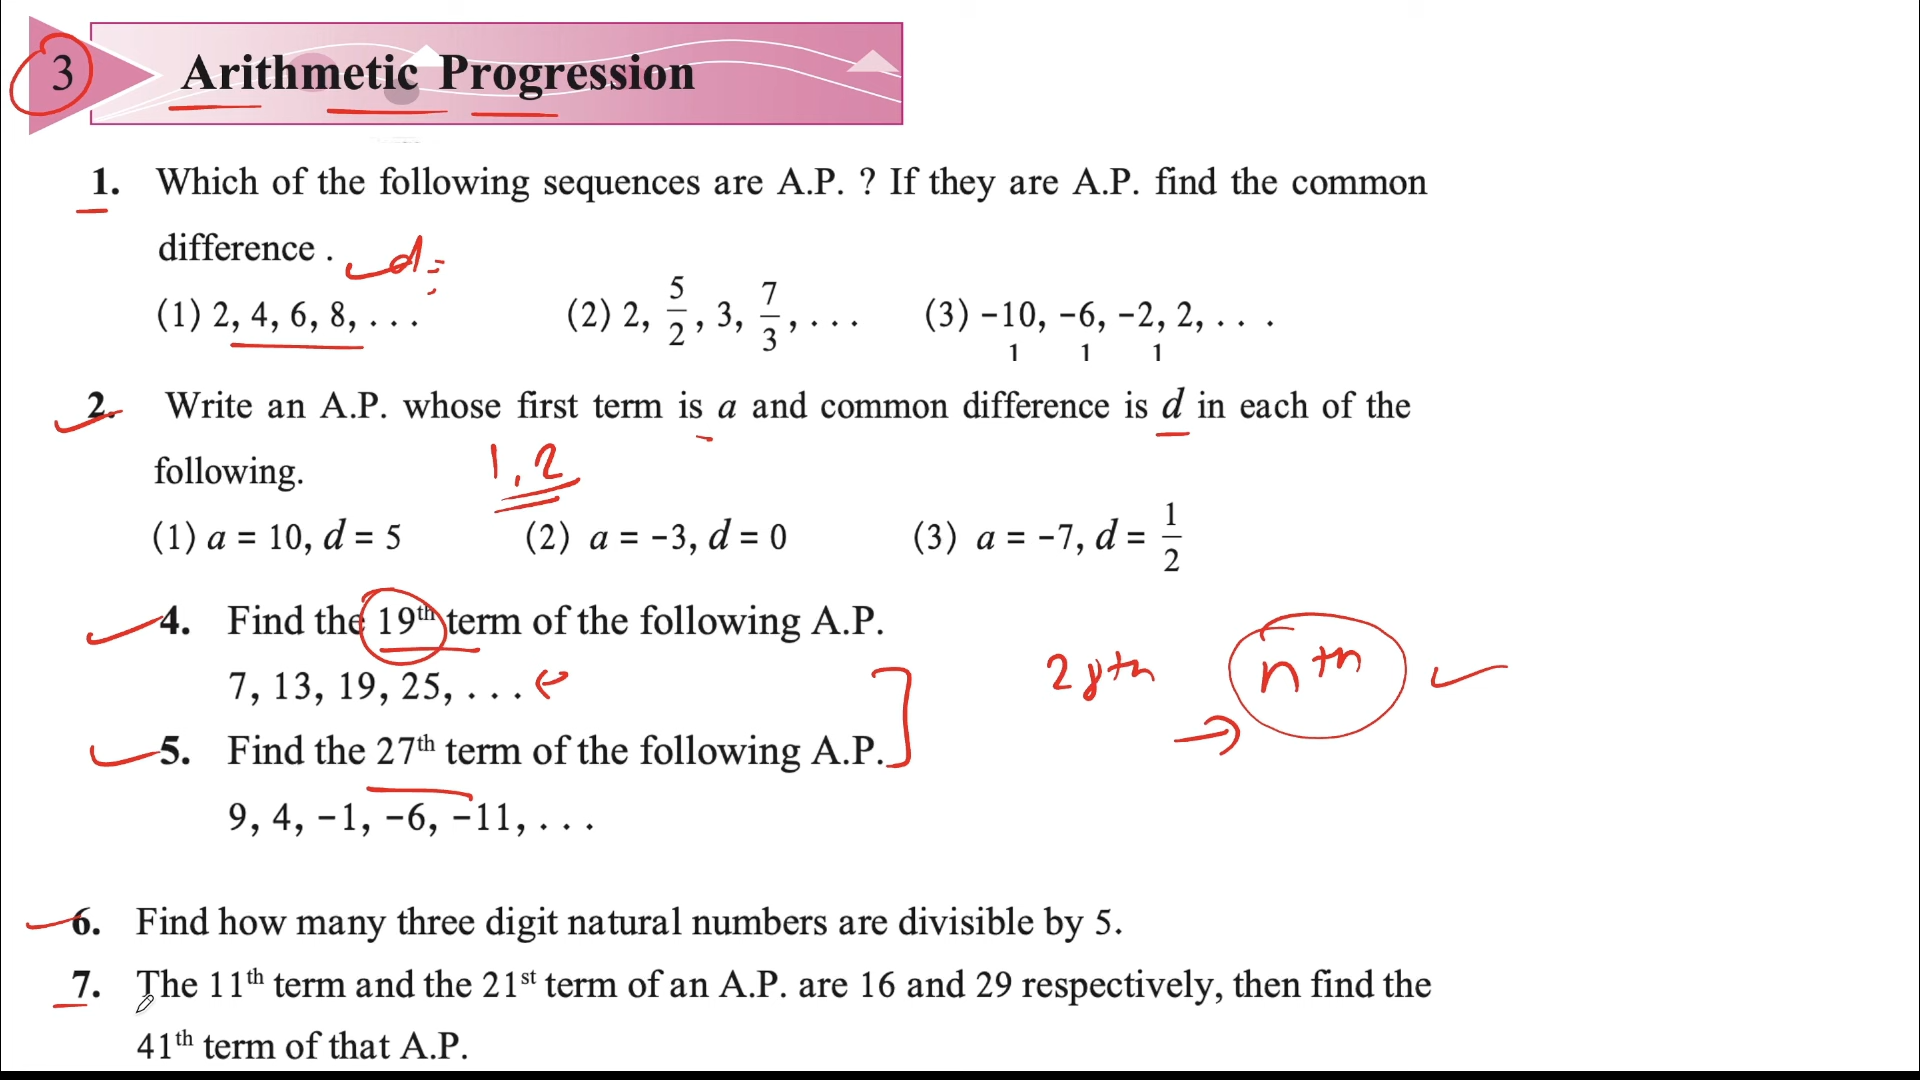 3 Arithmetic Progression
1. Which of the following sequences are A.P. ? If they are A.P. find the common
difference .
d =
(1) 2, 4, 6, 8, . . . (2) 2, 5/2, 3, 7/3, . . . (3) −10, −6, −2, 2, . . .
1 1 1
2. Write an A.P. whose first term is a and common difference is d in each of the
following.
1, 2
(1) a = 10, d = 5 (2) a = −3, d = 0 (3) a = −7, d = 1/2
4. Find the 19th term of the following A.P.
7, 13, 19, 25, . . .
28th nth
5. Find the 27th term of the following A.P.
9, 4, −1, −6, −11, . . .
6. Find how many three digit natural numbers are divisible by 5.
7. The 11th term and the 21st term of an A.P. are 16 and 29 respectively, then find the
41th term of that A.P.